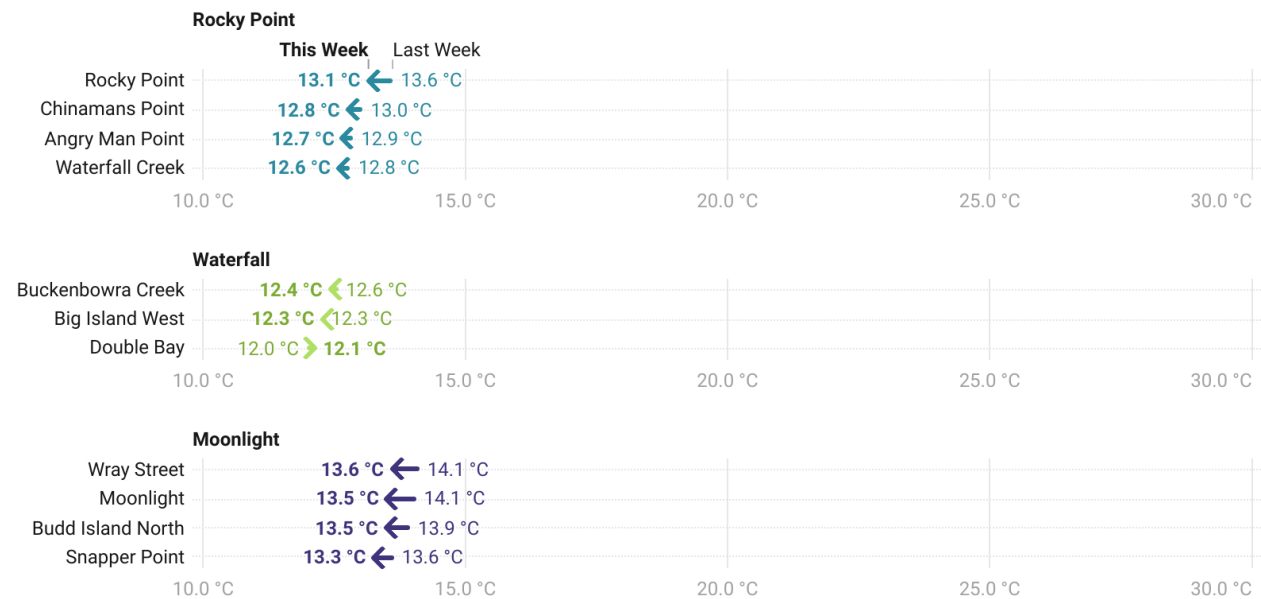 Rocky Point
This Week Last Week
Rocky Point 13.1 °C 13.6 °C
Chinamans Point 12.8 °C 13.0 °C
Angry Man Point 12.7 °C 12.9 °C
Waterfall Creek 12.6 °C 12.8 °C
10.0 °C 15.0 °C 20.0 °C 25.0 °C 30.0 °C
Waterfall
Buckenbowra Creek 12.4 °C 12.6 °C
Big Island West 12.3 °C 12.3 °C
Double Bay 12.0 °C 12.1 °C
10.0 °C 15.0 °C 20.0 °C 25.0 °C 30.0 °C
Moonlight
Wray Street 13.6 °C 14.1 °C
Moonlight 13.5 °C 14.1 °C
Budd Island North 13.5 °C 13.9 °C
Snapper Point 13.3 °C 13.6 °C
10.0 °C 15.0 °C 20.0 °C 25.0 °C 30.0 °C